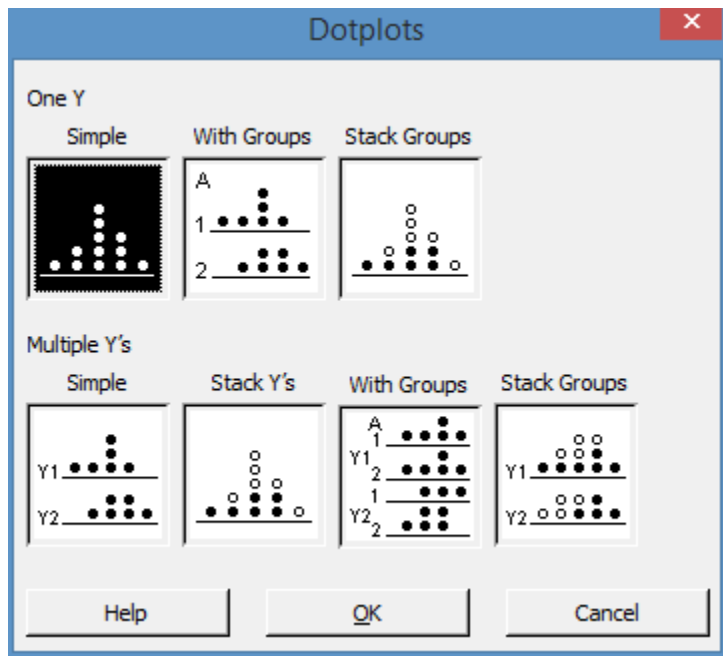 Dotplots
One Y
Simple With Groups Stack Groups
A
1
2
Multiple Y's
Simple Stack Y's With Groups Stack Groups
Y1
Y2
A
1
Y1
2
1
Y2
2
Y1
Y2
Help OK Cancel